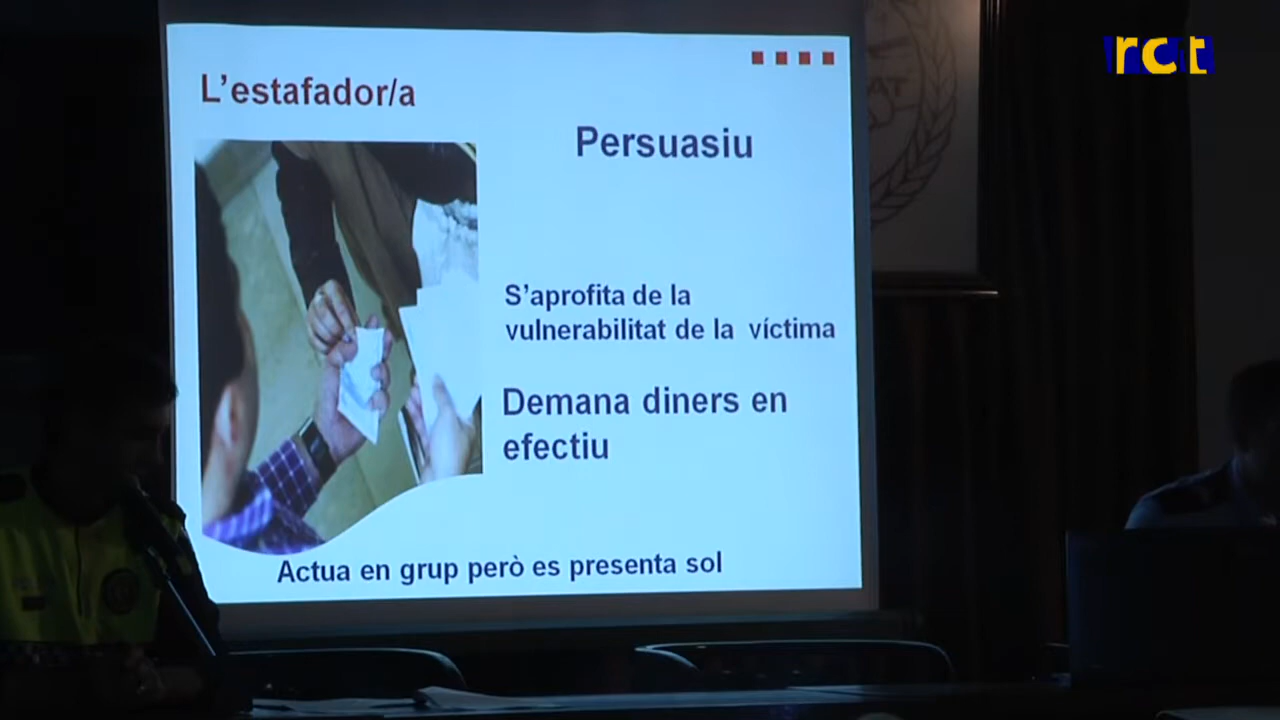 rct
L'estafador/a
Persuasiu
S'aprofita de la
vulnerabilitat de la víctima
Demana diners en
efectiu
Actua en grup però es presenta sol